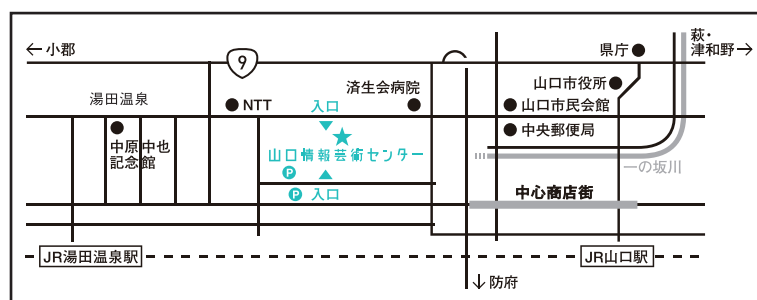 小郡
9
萩・
津和野
県庁
済生会病院
山口市役所
湯田温泉
NTT
入口
山口市民会館
中原中也
記念館
中央郵便局
山口情報芸術センター
P
一の坂川
P 入口
中心商店街
JR湯田温泉駅
JR山口駅
防府